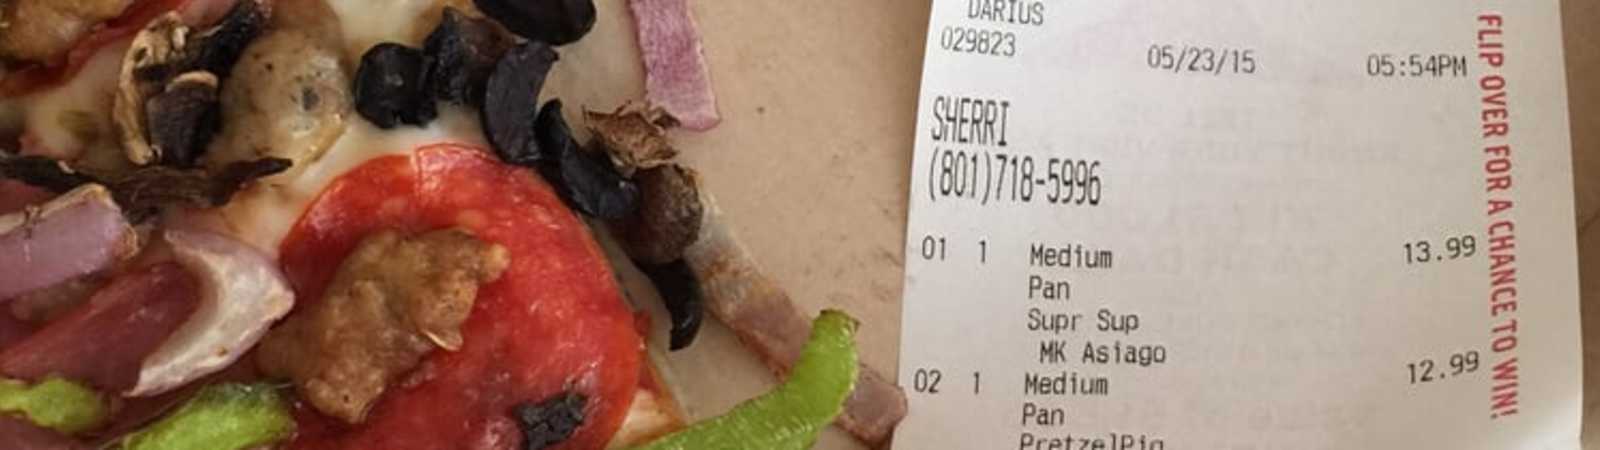 DARIUS
029823 05/23/15 05:54PM
SHERRI
(801)718-5996
01 1 Medium 13.99
Pan
Supr Sup
MK Asiago
02 1 Medium 12.99
Pan
PretzelPig
FLIP OVER FOR A CHANCE TO WIN!